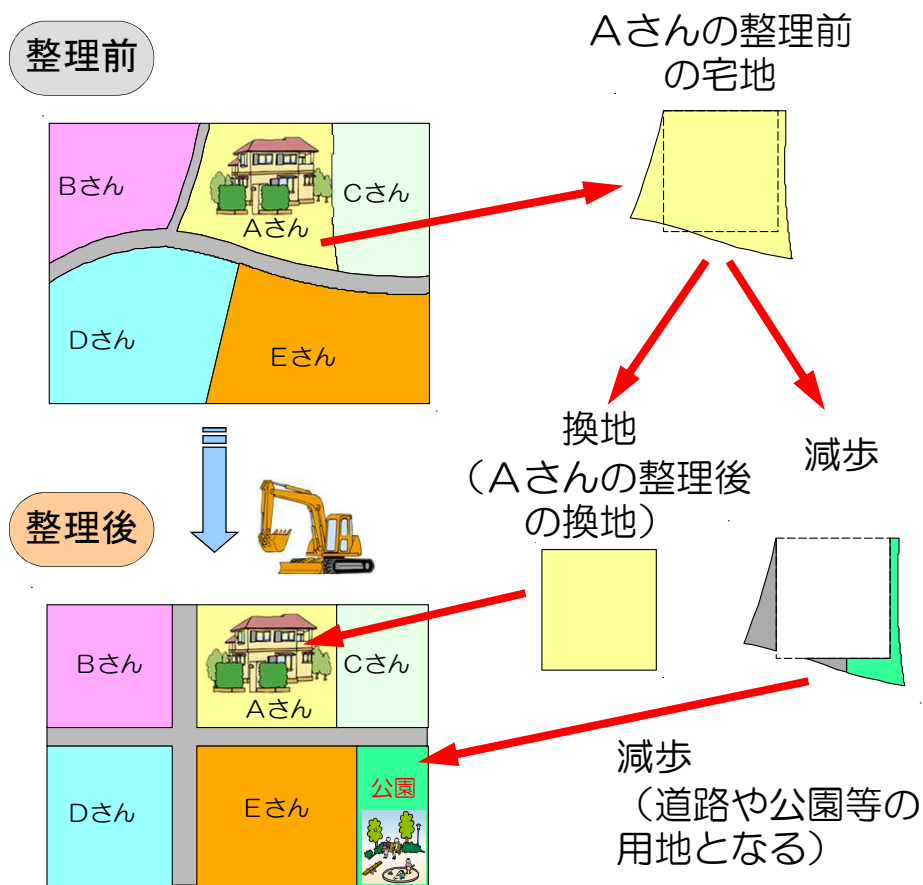 整理前
Aさんの整理前
の宅地
Bさん
Aさん
Cさん
Dさん
Eさん
換地
(Aさんの整理後
の換地)
減歩
整理後
Bさん
Aさん
Cさん
Dさん
Eさん
公園
減歩
(道路や公園等の
用地となる)